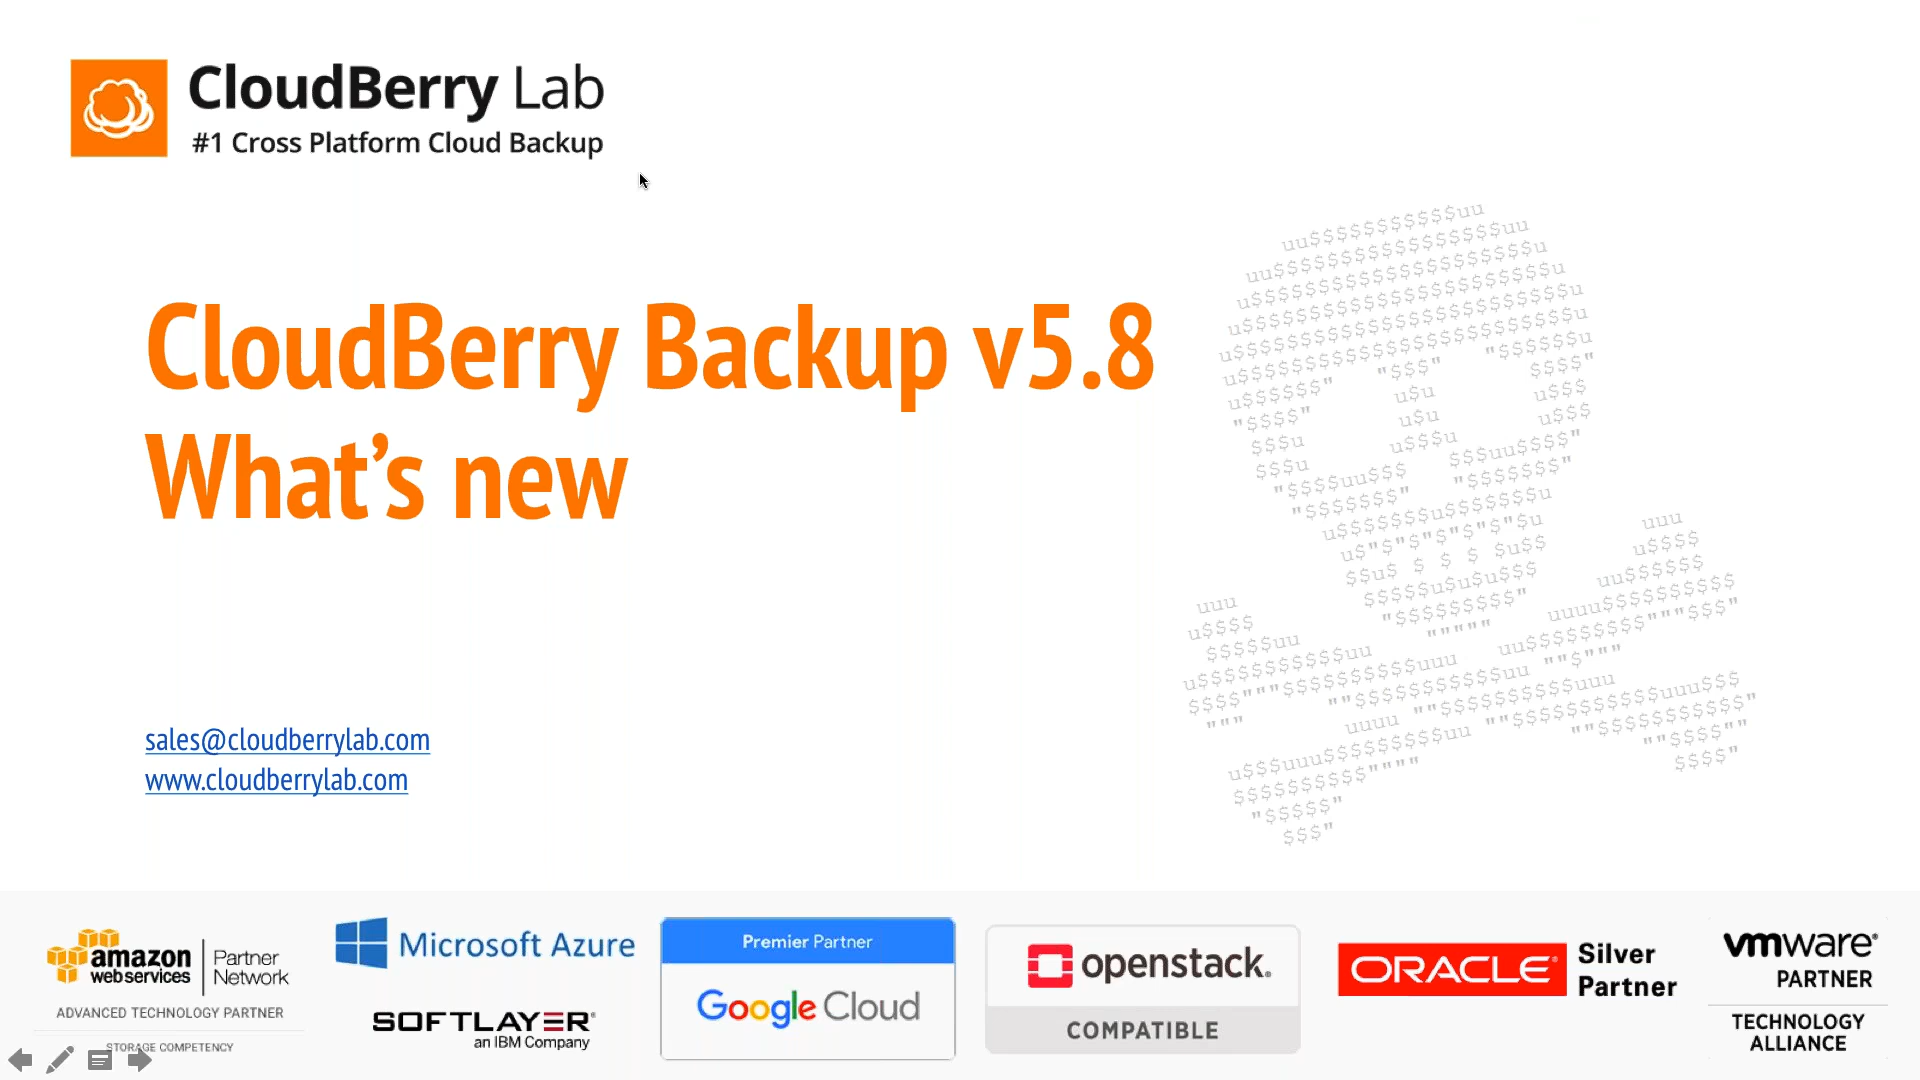 CloudBerry Lab
#1 Cross Platform Cloud Backup
CloudBerry Backup v5.8
What’s new
sales@cloudberrylab.com
www.cloudberrylab.com
amazon
webservices
Partner
Network
ADVANCED TECHNOLOGY PARTNER
STORAGE COMPETENCY
Microsoft Azure
SOFTLAYER®
an IBM Company
Premier Partner
Google Cloud
openstack.
COMPATIBLE
ORACLE®
Silver
Partner
vmware®
PARTNER
TECHNOLOGY
ALLIANCE